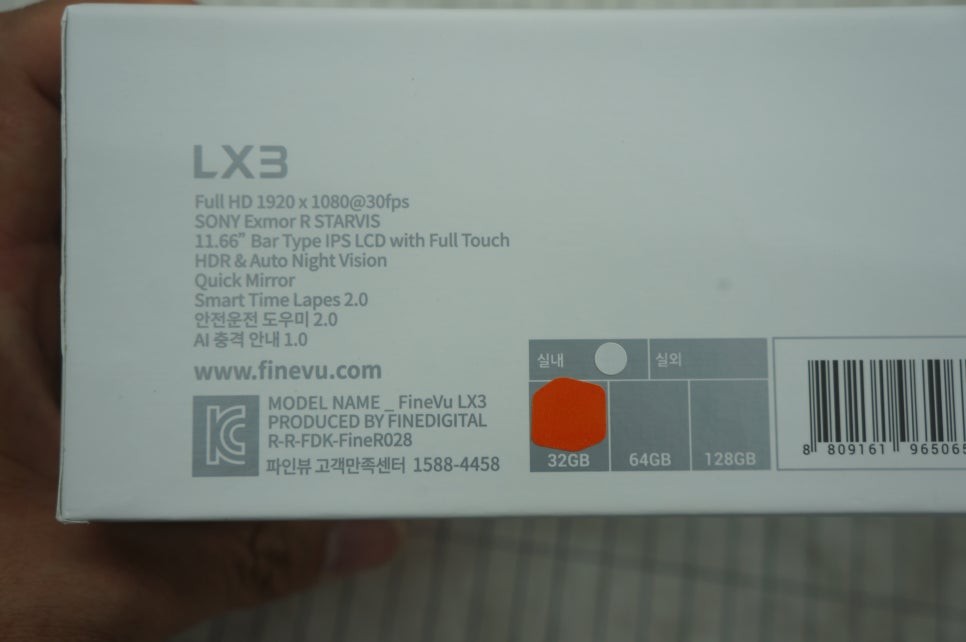 LX3
Full HD 1920 x 1080@30fps
SONY Exmor R STARVIS
11.66” Bar Type IPS LCD with Full Touch
HDR & Auto Night Vision
Quick Mirror
Smart Time Lapes 2.0
안전운전 도우미 2.0
AI 충격 안내 1.0
www.finevu.com
MODEL NAME _ FineVu LX3
PRODUCED BY FINEDIGITAL
R-R-FDK-FineR028
파인뷰 고객만족센터 1588-4458
실내 실외
32GB 64GB 128GB
8 809161 965065